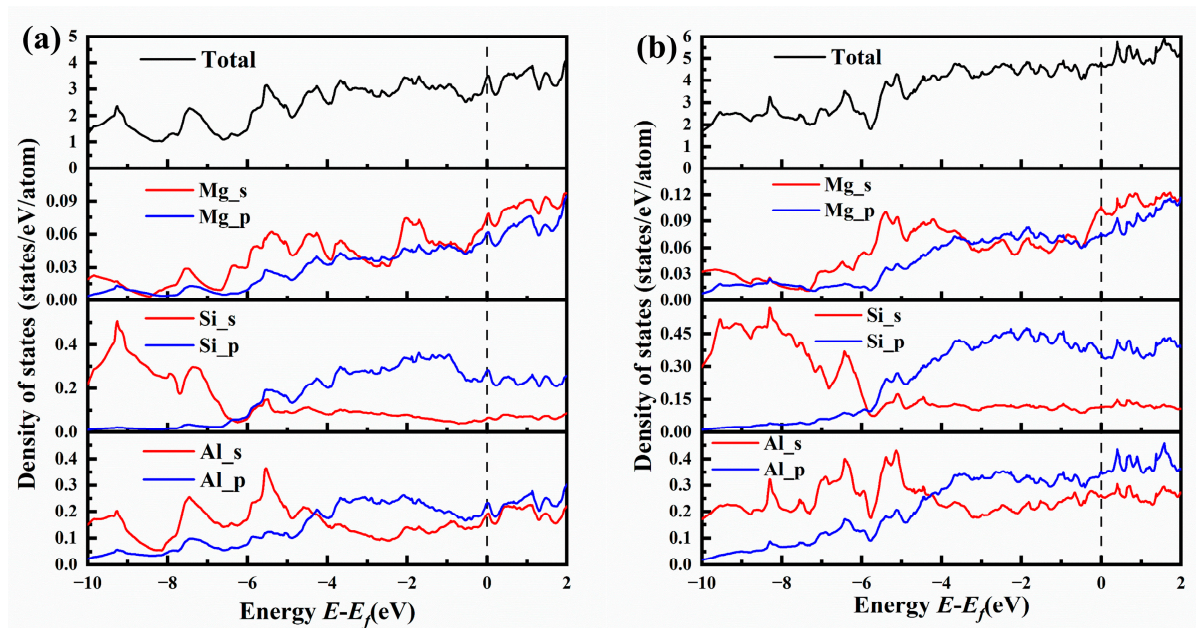 (a)
Total
5
4
3
2
1
0
Mg_s
Mg_p
0.09
0.06
0.03
0.00
Si_s
Si_p
0.4
0.2
0.0
Al_s
Al_p
0.4
0.3
0.2
0.1
0.0
−10 −8 −6 −4 −2 0 2
Energy E-Ef(eV)
Density of states (states/eV/atom)
(b)
Total
6
5
4
3
2
1
0
Mg_s
Mg_p
0.12
0.09
0.06
0.03
0.00
Si_s
Si_p
0.45
0.30
0.15
0.00
Al_s
Al_p
0.4
0.3
0.2
0.1
0.0
−10 −8 −6 −4 −2 0 2
Energy E-Ef(eV)
Density of states (states/eV/atom)